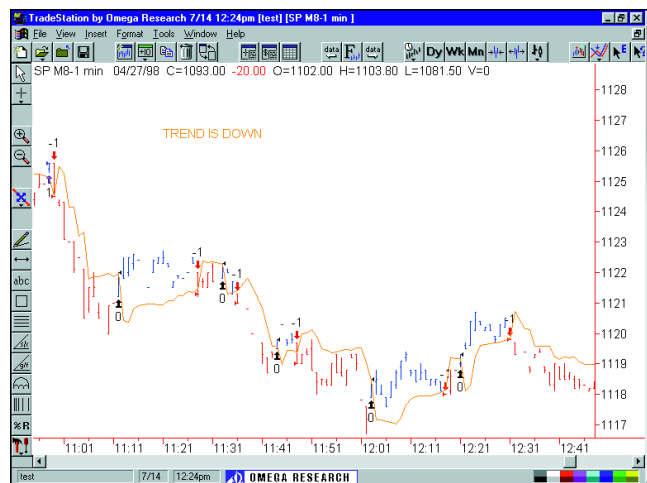 TradeStation by Omega Research 7/14 12:24pm [test] [SP M8-1 min ]
File View Insert Format Tools Window Help
data F data Dy Wk Mn
SP M8-1 min 04/27/98 C=1093.00 -20.00 O=1102.00 H=1103.80 L=1081.50 V=0
1128
TREND IS DOWN
1127
-1
1126
1125
1
1124
abc
1123
-1
1122
-1
0
0
1121
-1
-1
1120
0
1119
-1
0
1118
%R
0
1117
11:01 11:11 11:21 11:31 11:41 11:51 12:01 12:11 12:21 12:31 12:41
test 7/14 12:24pm OMEGA RESEARCH